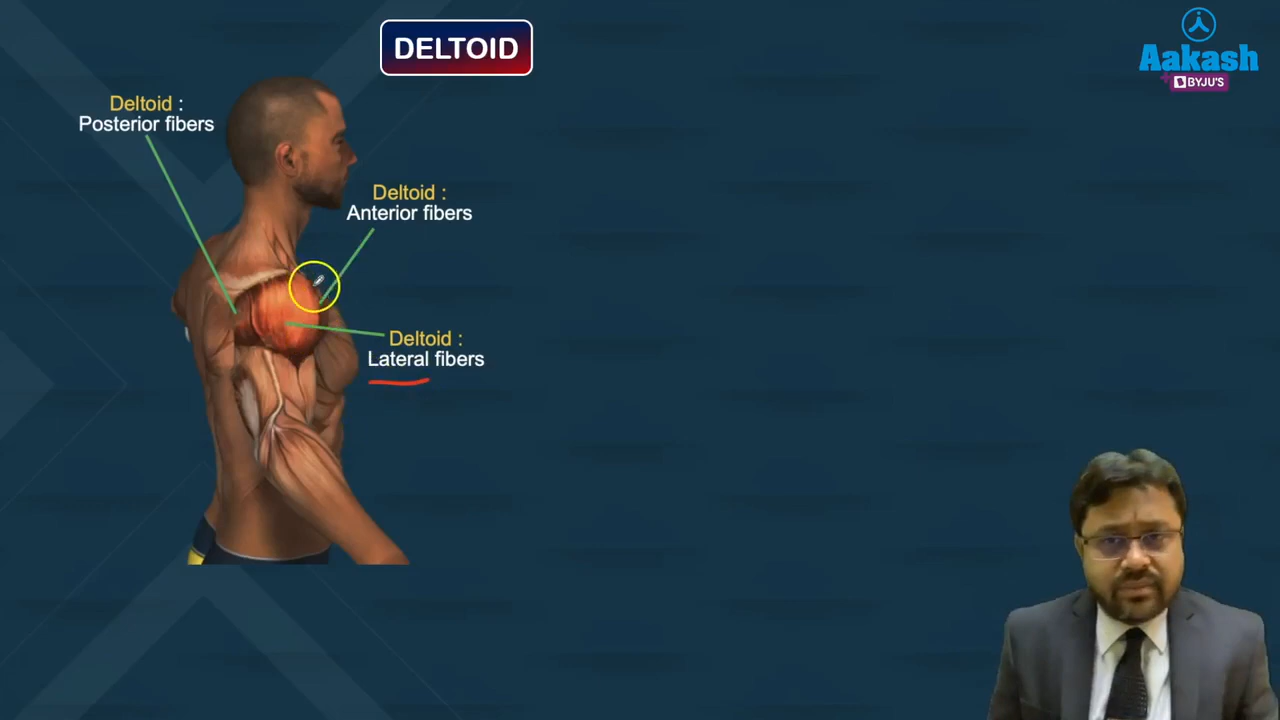 DELTOID
Aakash
BYJU'S
Deltoid :
Posterior fibers
Deltoid :
Anterior fibers
Deltoid :
Lateral fibers